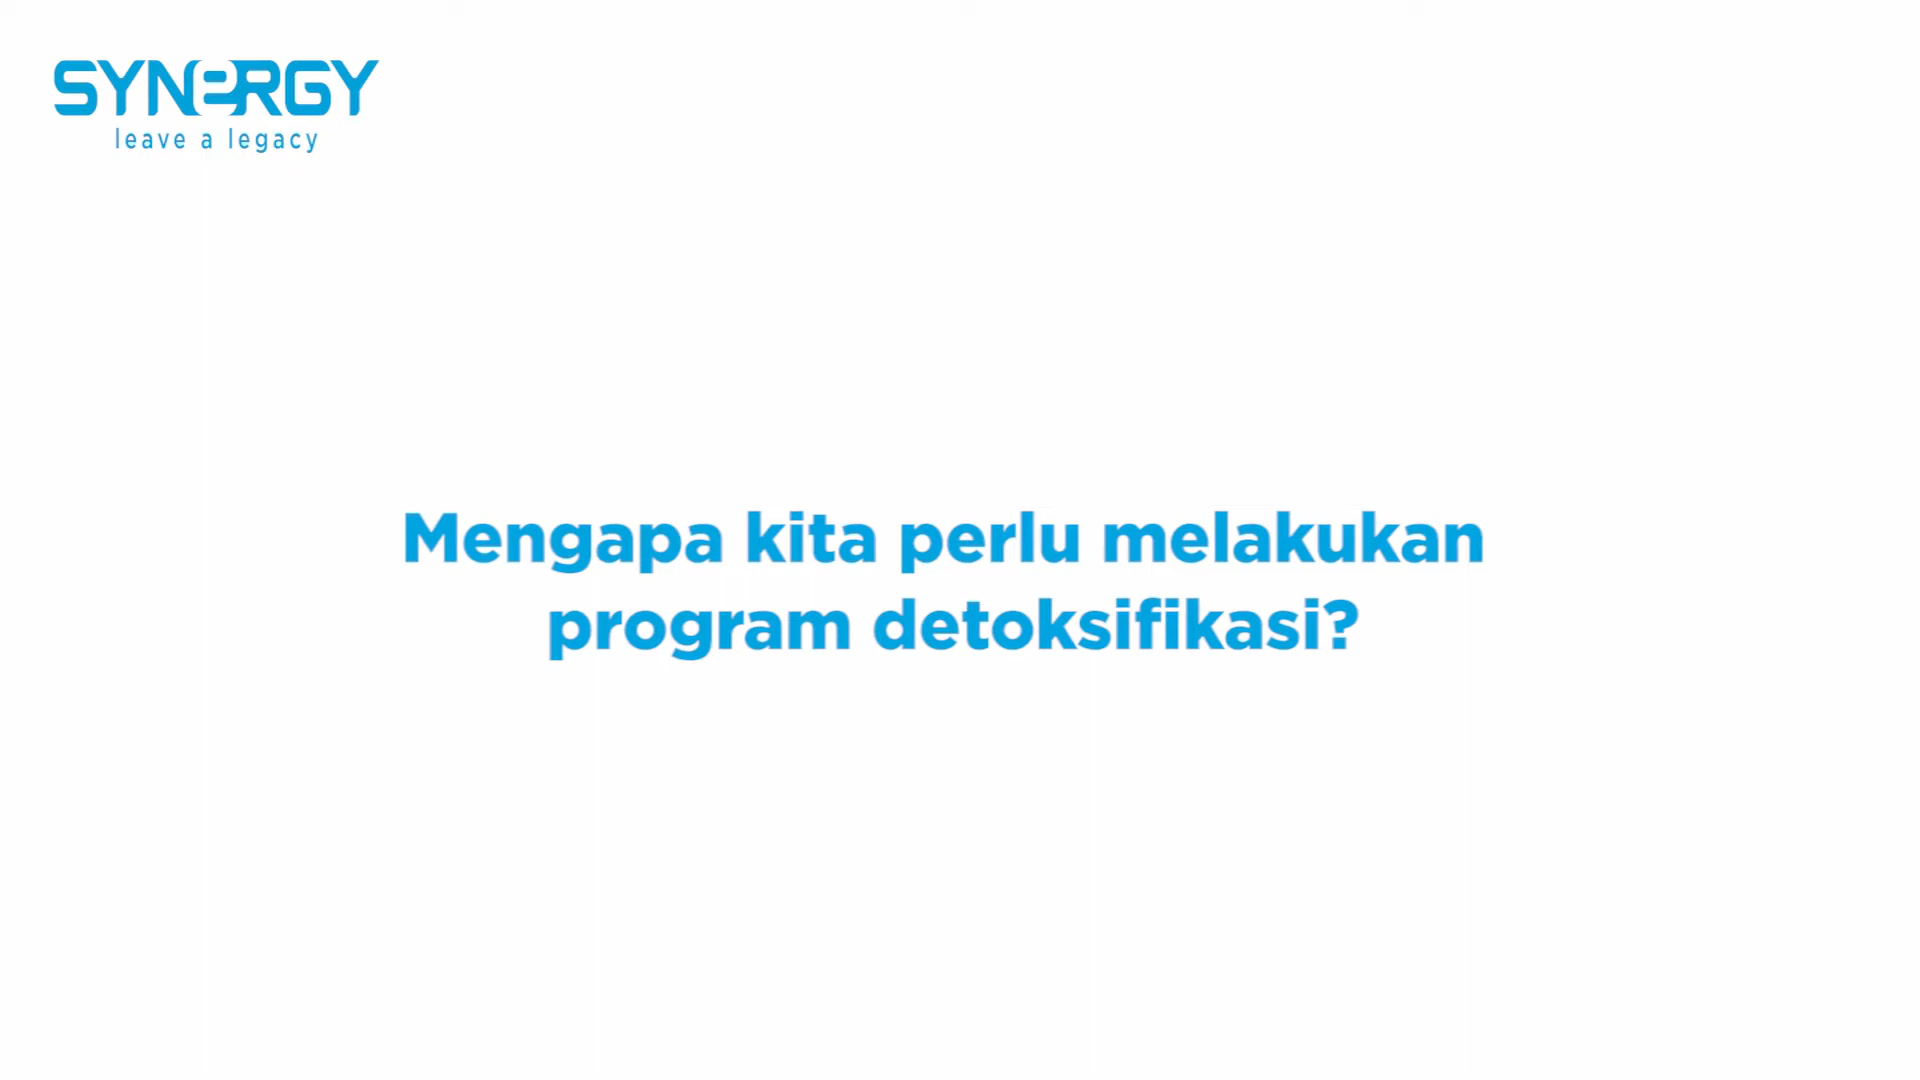 SYNERGY
leave a legacy
Mengapa kita perlu melakukan
program detoksifikasi?